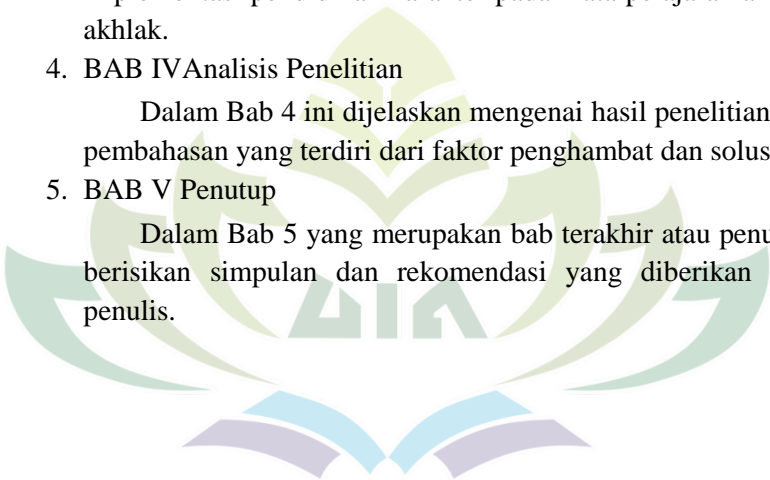 akhlak.
4. BAB IVAnalisis Penelitian
Dalam Bab 4 ini dijelaskan mengenai hasil penelitian
pembahasan yang terdiri dari faktor penghambat dan
5. BAB V Penutup
Dalam Bab 5 yang merupakan bab terakhir atau
berisikan simpulan dan rekomendasi yang diberikan
penulis.
UIN